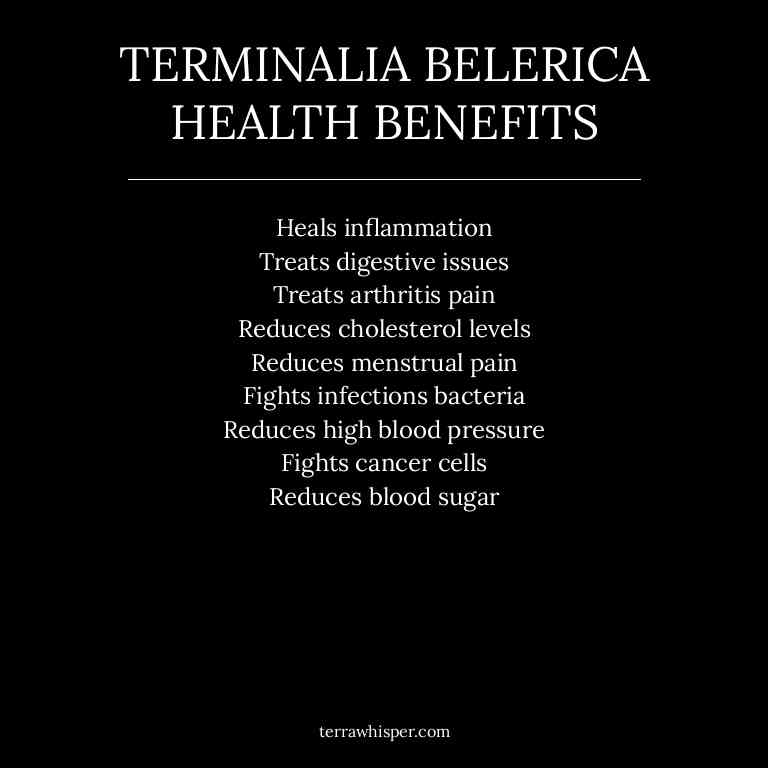 TERMINALIA BELERICA
HEALTH BENEFITS
Heals inflammation
Treats digestive issues
Treats arthritis pain
Reduces cholesterol levels
Reduces menstrual pain
Fights infections bacteria
Reduces high blood pressure
Fights cancer cells
Reduces blood sugar
terrawhisper.com